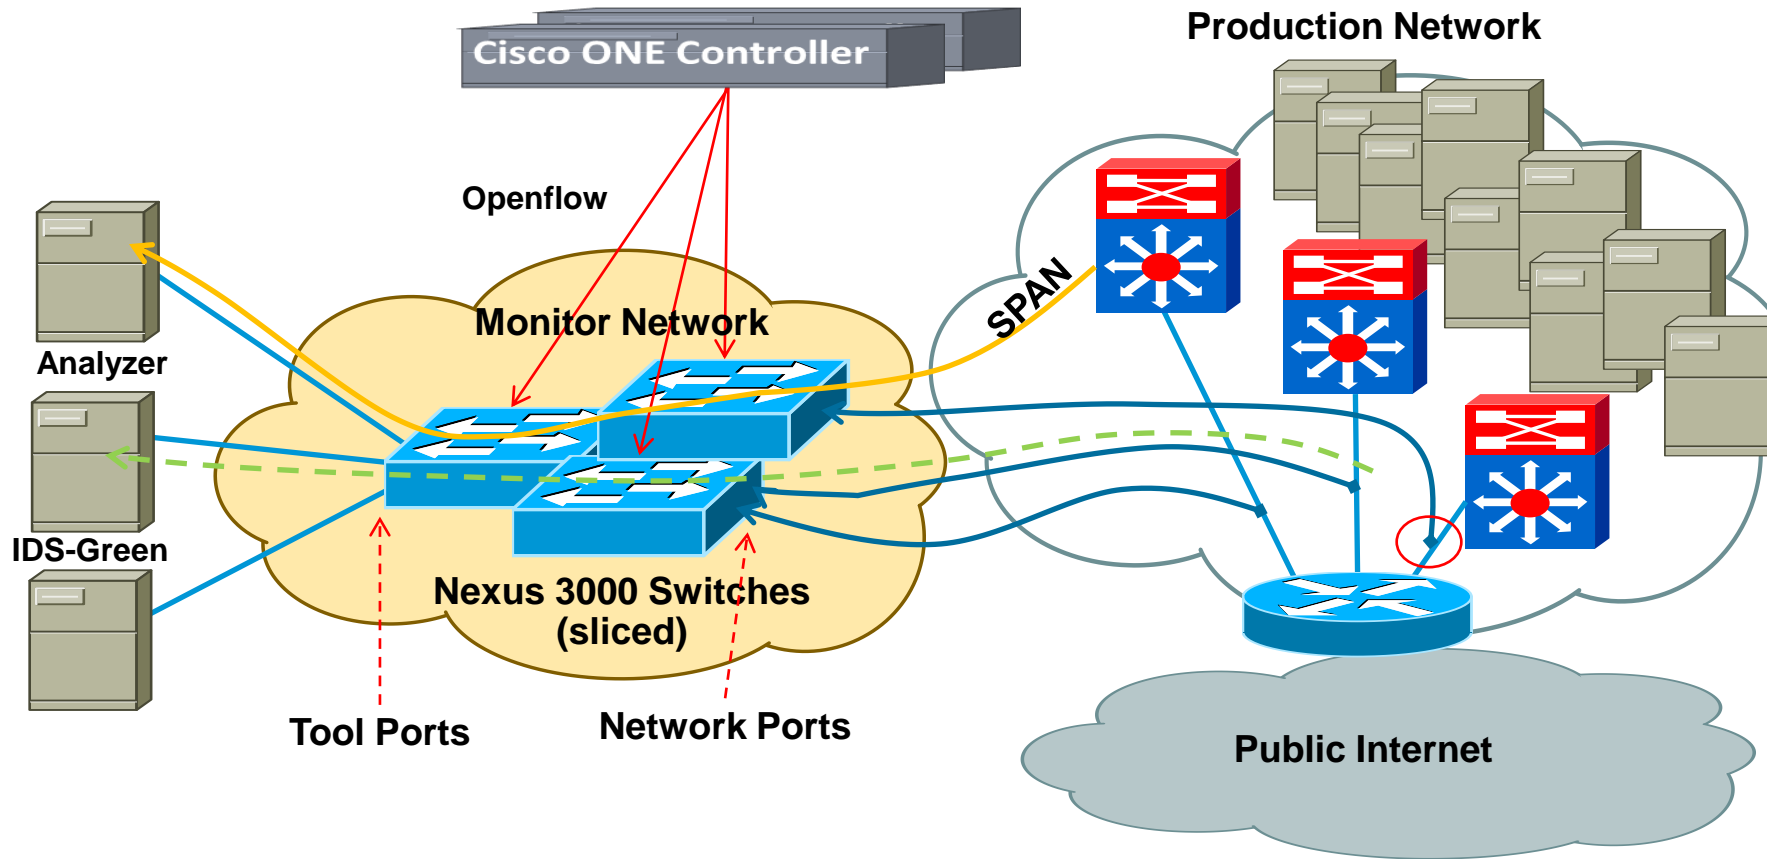 Production Network
Cisco ONE Controller
Openflow
SPAN
Monitor Network
Analyzer
IDS-Green
Nexus 3000 Switches
(sliced)
Tool Ports
Network Ports
Public Internet